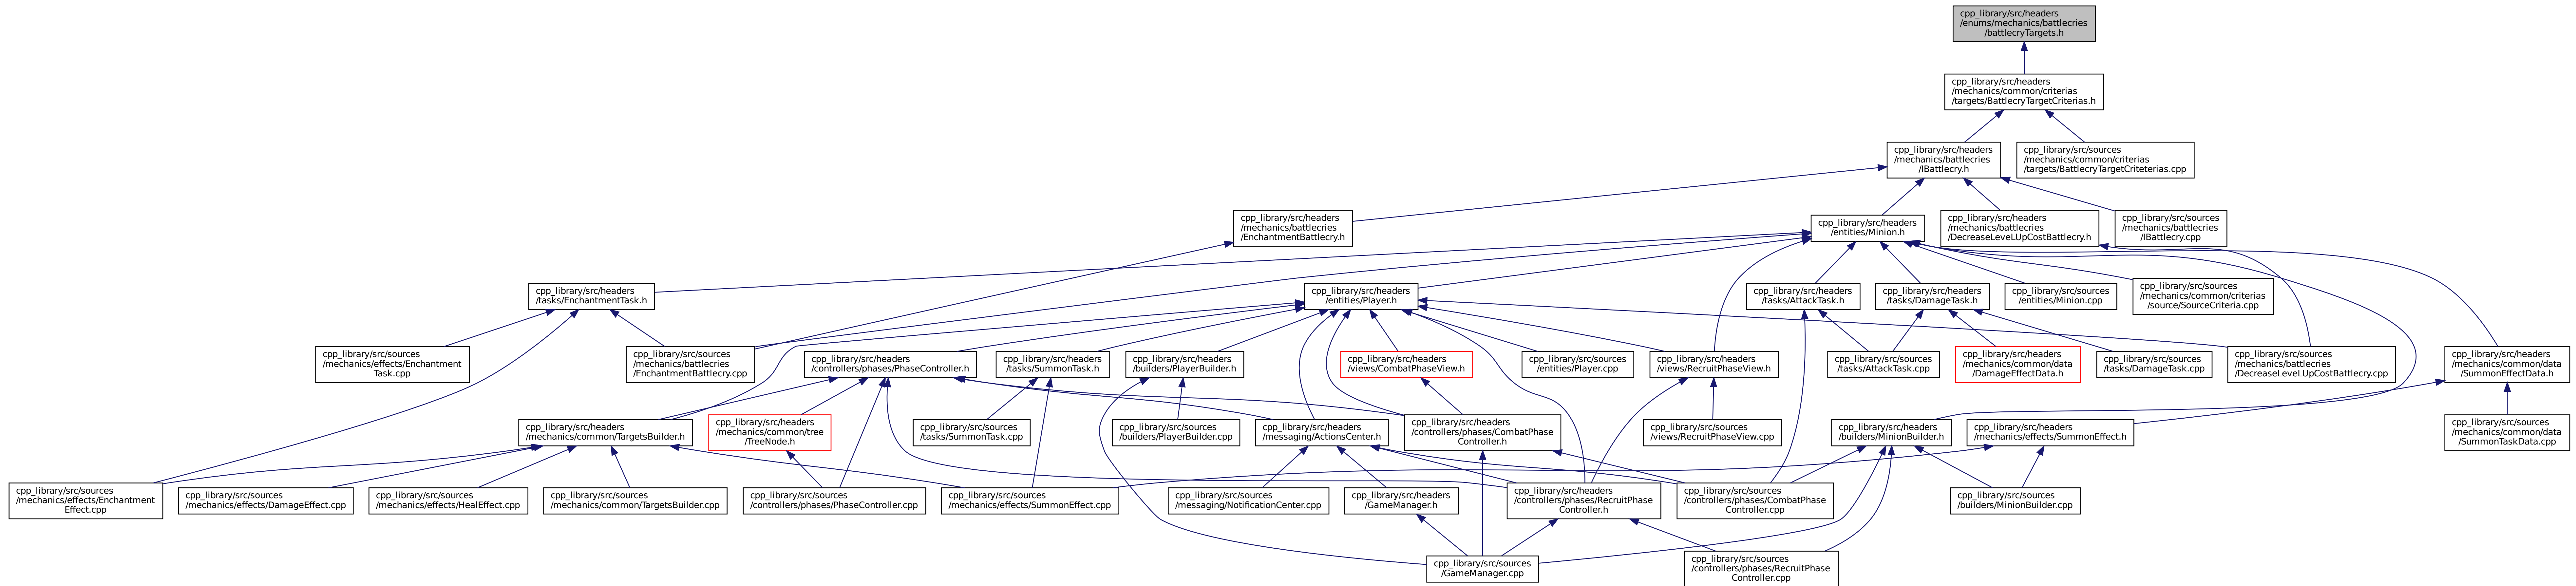 cpp_library/src/headers
/enums/mechanics/battlecries
/battlecryTargets.h
cpp_library/src/headers
/mechanics/common/criterias
/targets/BattlecryTargetCriterias.h
cpp_library/src/headers
/mechanics/battlecries
/IBattlecry.h
cpp_library/src/sources
/mechanics/common/criterias
/targets/BattlecryTargetCriteterias.cpp
cpp_library/src/headers
/mechanics/battlecries
/EnchantmentBattlecry.h
cpp_library/src/headers
/entities/Minion.h
cpp_library/src/headers
/mechanics/battlecries
/DecreaseLeveLUpCostBattlecry.h
cpp_library/src/sources
/mechanics/battlecries
/IBattlecry.cpp
cpp_library/src/headers
/tasks/EnchantmentTask.h
cpp_library/src/headers
/entities/Player.h
cpp_library/src/headers
/tasks/AttackTask.h
cpp_library/src/headers
/tasks/DamageTask.h
cpp_library/src/sources
/entities/Minion.cpp
cpp_library/src/sources
/mechanics/common/criterias
/source/SourceCriteria.cpp
cpp_library/src/sources
/mechanics/effects/Enchantment
Task.cpp
cpp_library/src/sources
/mechanics/battlecries
/EnchantmentBattlecry.cpp
cpp_library/src/headers
/controllers/phases/PhaseController.h
cpp_library/src/headers
/tasks/SummonTask.h
cpp_library/src/headers
/builders/PlayerBuilder.h
cpp_library/src/headers
/views/CombatPhaseView.h
cpp_library/src/sources
/entities/Player.cpp
cpp_library/src/headers
/views/RecruitPhaseView.h
cpp_library/src/sources
/tasks/AttackTask.cpp
cpp_library/src/headers
/mechanics/common/data
/DamageEffectData.h
cpp_library/src/sources
/tasks/DamageTask.cpp
cpp_library/src/sources
/mechanics/battlecries
/DecreaseLeveLUpCostBattlecry.cpp
cpp_library/src/headers
/mechanics/common/data
/SummonEffectData.h
cpp_library/src/headers
/mechanics/common/TargetsBuilder.h
cpp_library/src/headers
/mechanics/common/tree
/TreeNode.h
cpp_library/src/sources
/tasks/SummonTask.cpp
cpp_library/src/sources
/builders/PlayerBuilder.cpp
cpp_library/src/headers
/messaging/ActionsCenter.h
cpp_library/src/headers
/controllers/phases/CombatPhase
Controller.h
cpp_library/src/sources
/views/RecruitPhaseView.cpp
cpp_library/src/headers
/builders/MinionBuilder.h
cpp_library/src/headers
/mechanics/effects/SummonEffect.h
cpp_library/src/sources
/mechanics/common/data
/SummonTaskData.cpp
cpp_library/src/sources
/mechanics/effects/Enchantment
Effect.cpp
cpp_library/src/sources
/mechanics/effects/DamageEffect.cpp
cpp_library/src/sources
/mechanics/effects/HealEffect.cpp
cpp_library/src/sources
/mechanics/common/TargetsBuilder.cpp
cpp_library/src/sources
/controllers/phases/PhaseController.cpp
cpp_library/src/sources
/mechanics/effects/SummonEffect.cpp
cpp_library/src/sources
/messaging/NotificationCenter.cpp
cpp_library/src/headers
/GameManager.h
cpp_library/src/headers
/controllers/phases/RecruitPhase
Controller.h
cpp_library/src/sources
/controllers/phases/CombatPhase
Controller.cpp
cpp_library/src/sources
/builders/MinionBuilder.cpp
cpp_library/src/sources
/GameManager.cpp
cpp_library/src/sources
/controllers/phases/RecruitPhase
Controller.cpp